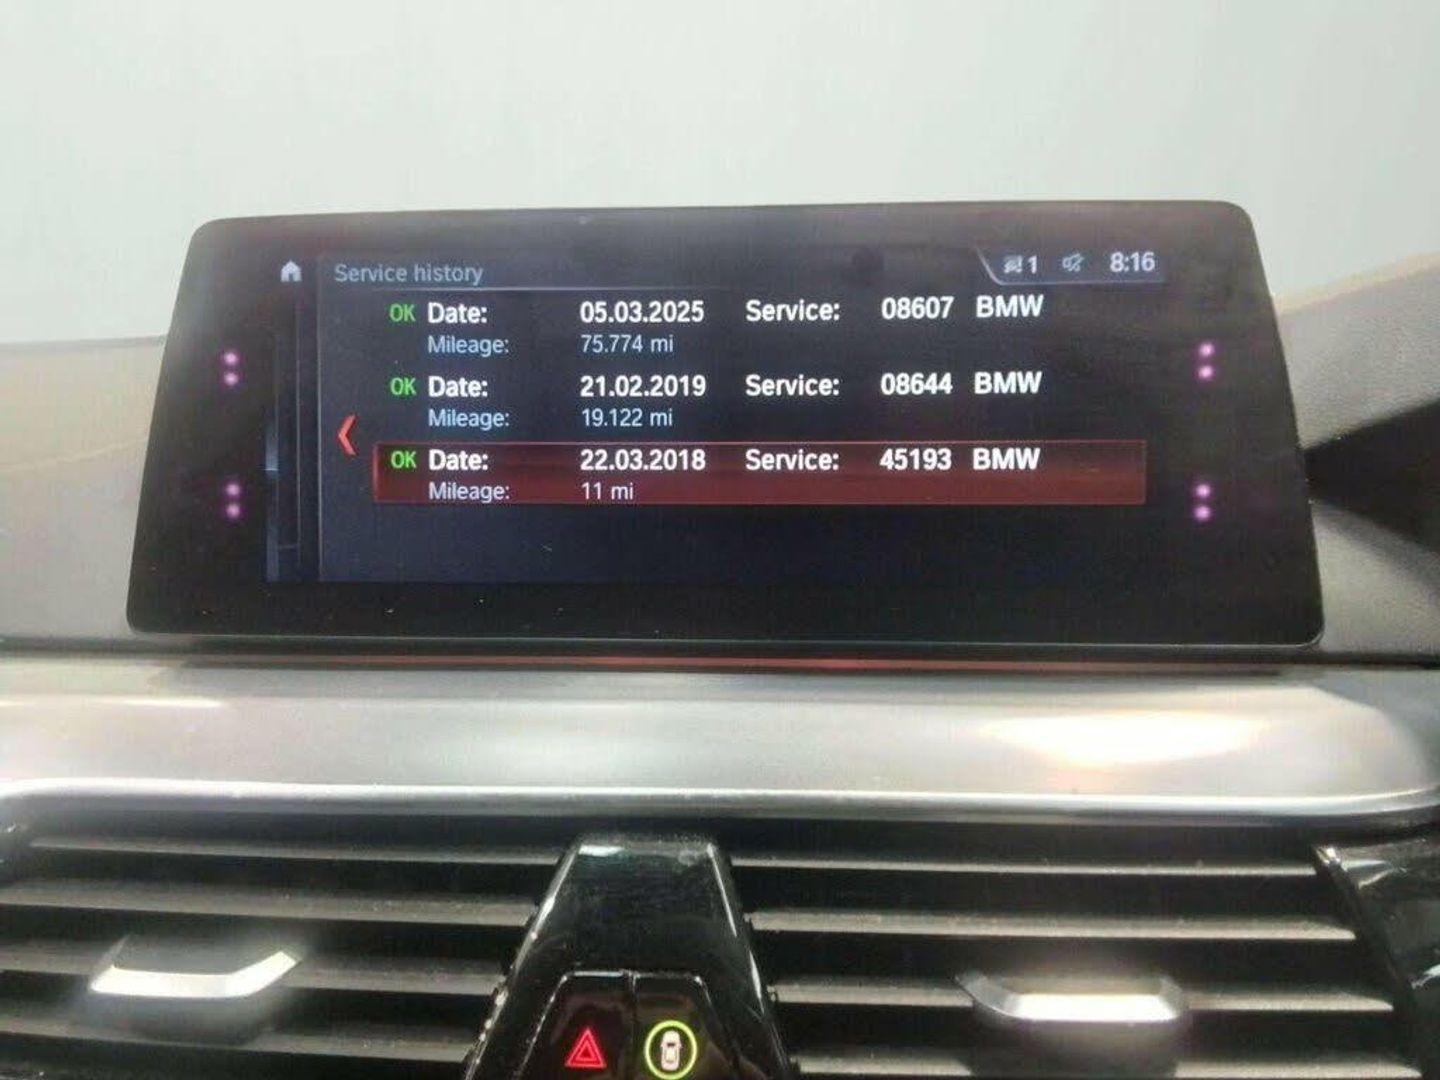 Service history
1 8:16
OK Date: 05.03.2025 Service: 08607 BMW
Mileage: 75.774 mi
OK Date: 21.02.2019 Service: 08644 BMW
Mileage: 19.122 mi
OK Date: 22.03.2018 Service: 45193 BMW
Mileage: 11 mi